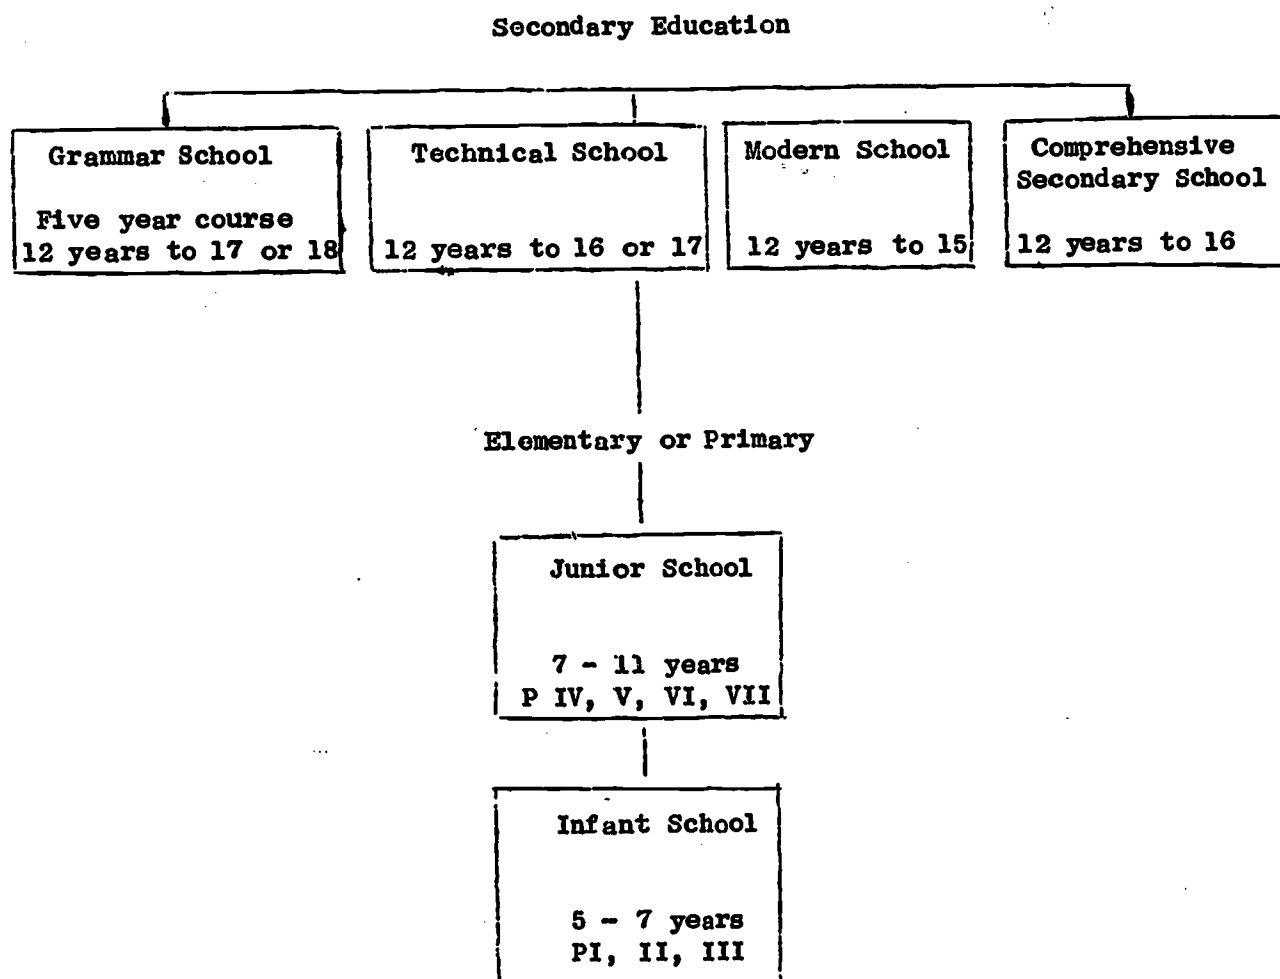 Secondary Education
Grammar School
Five year course
12 years to 17 or 18
Technical School
12 years to 16 or 17
Modern School
12 years to 15
Comprehensive
Secondary School
12 years to 16
Elementary or Primary
Junior School
7 - 11 years
P IV, V, VI, VII
Infant School
5 - 7 years
PI, II, III